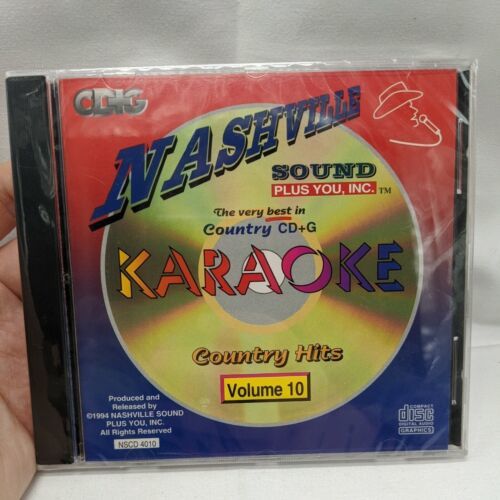 CD+G
NASHVILLE
SOUND
PLUS YOU, INC. ™
The very best in
Country CD+G
KARAOKE
Country Hits
Volume 10
Produced and
Released by
©1994 NASHVILLE SOUND
PLUS YOU, INC.
All Rights Reserved
NSCD 4010
COMPACT
disc
DIGITAL AUDIO
GRAPHICS